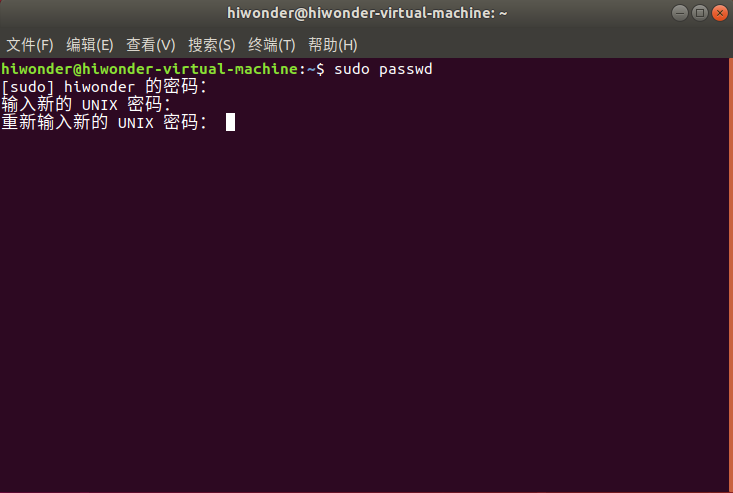 hiwonder@hiwonder-virtual-machine: ~
文件(F) 编辑(E) 查看(V) 搜索(S) 终端(T) 帮助(H)
hiwonder@hiwonder-virtual-machine:~$ sudo passwd
[sudo] hiwonder 的密码：
输入新的 UNIX 密码：
重新输入新的 UNIX 密码：